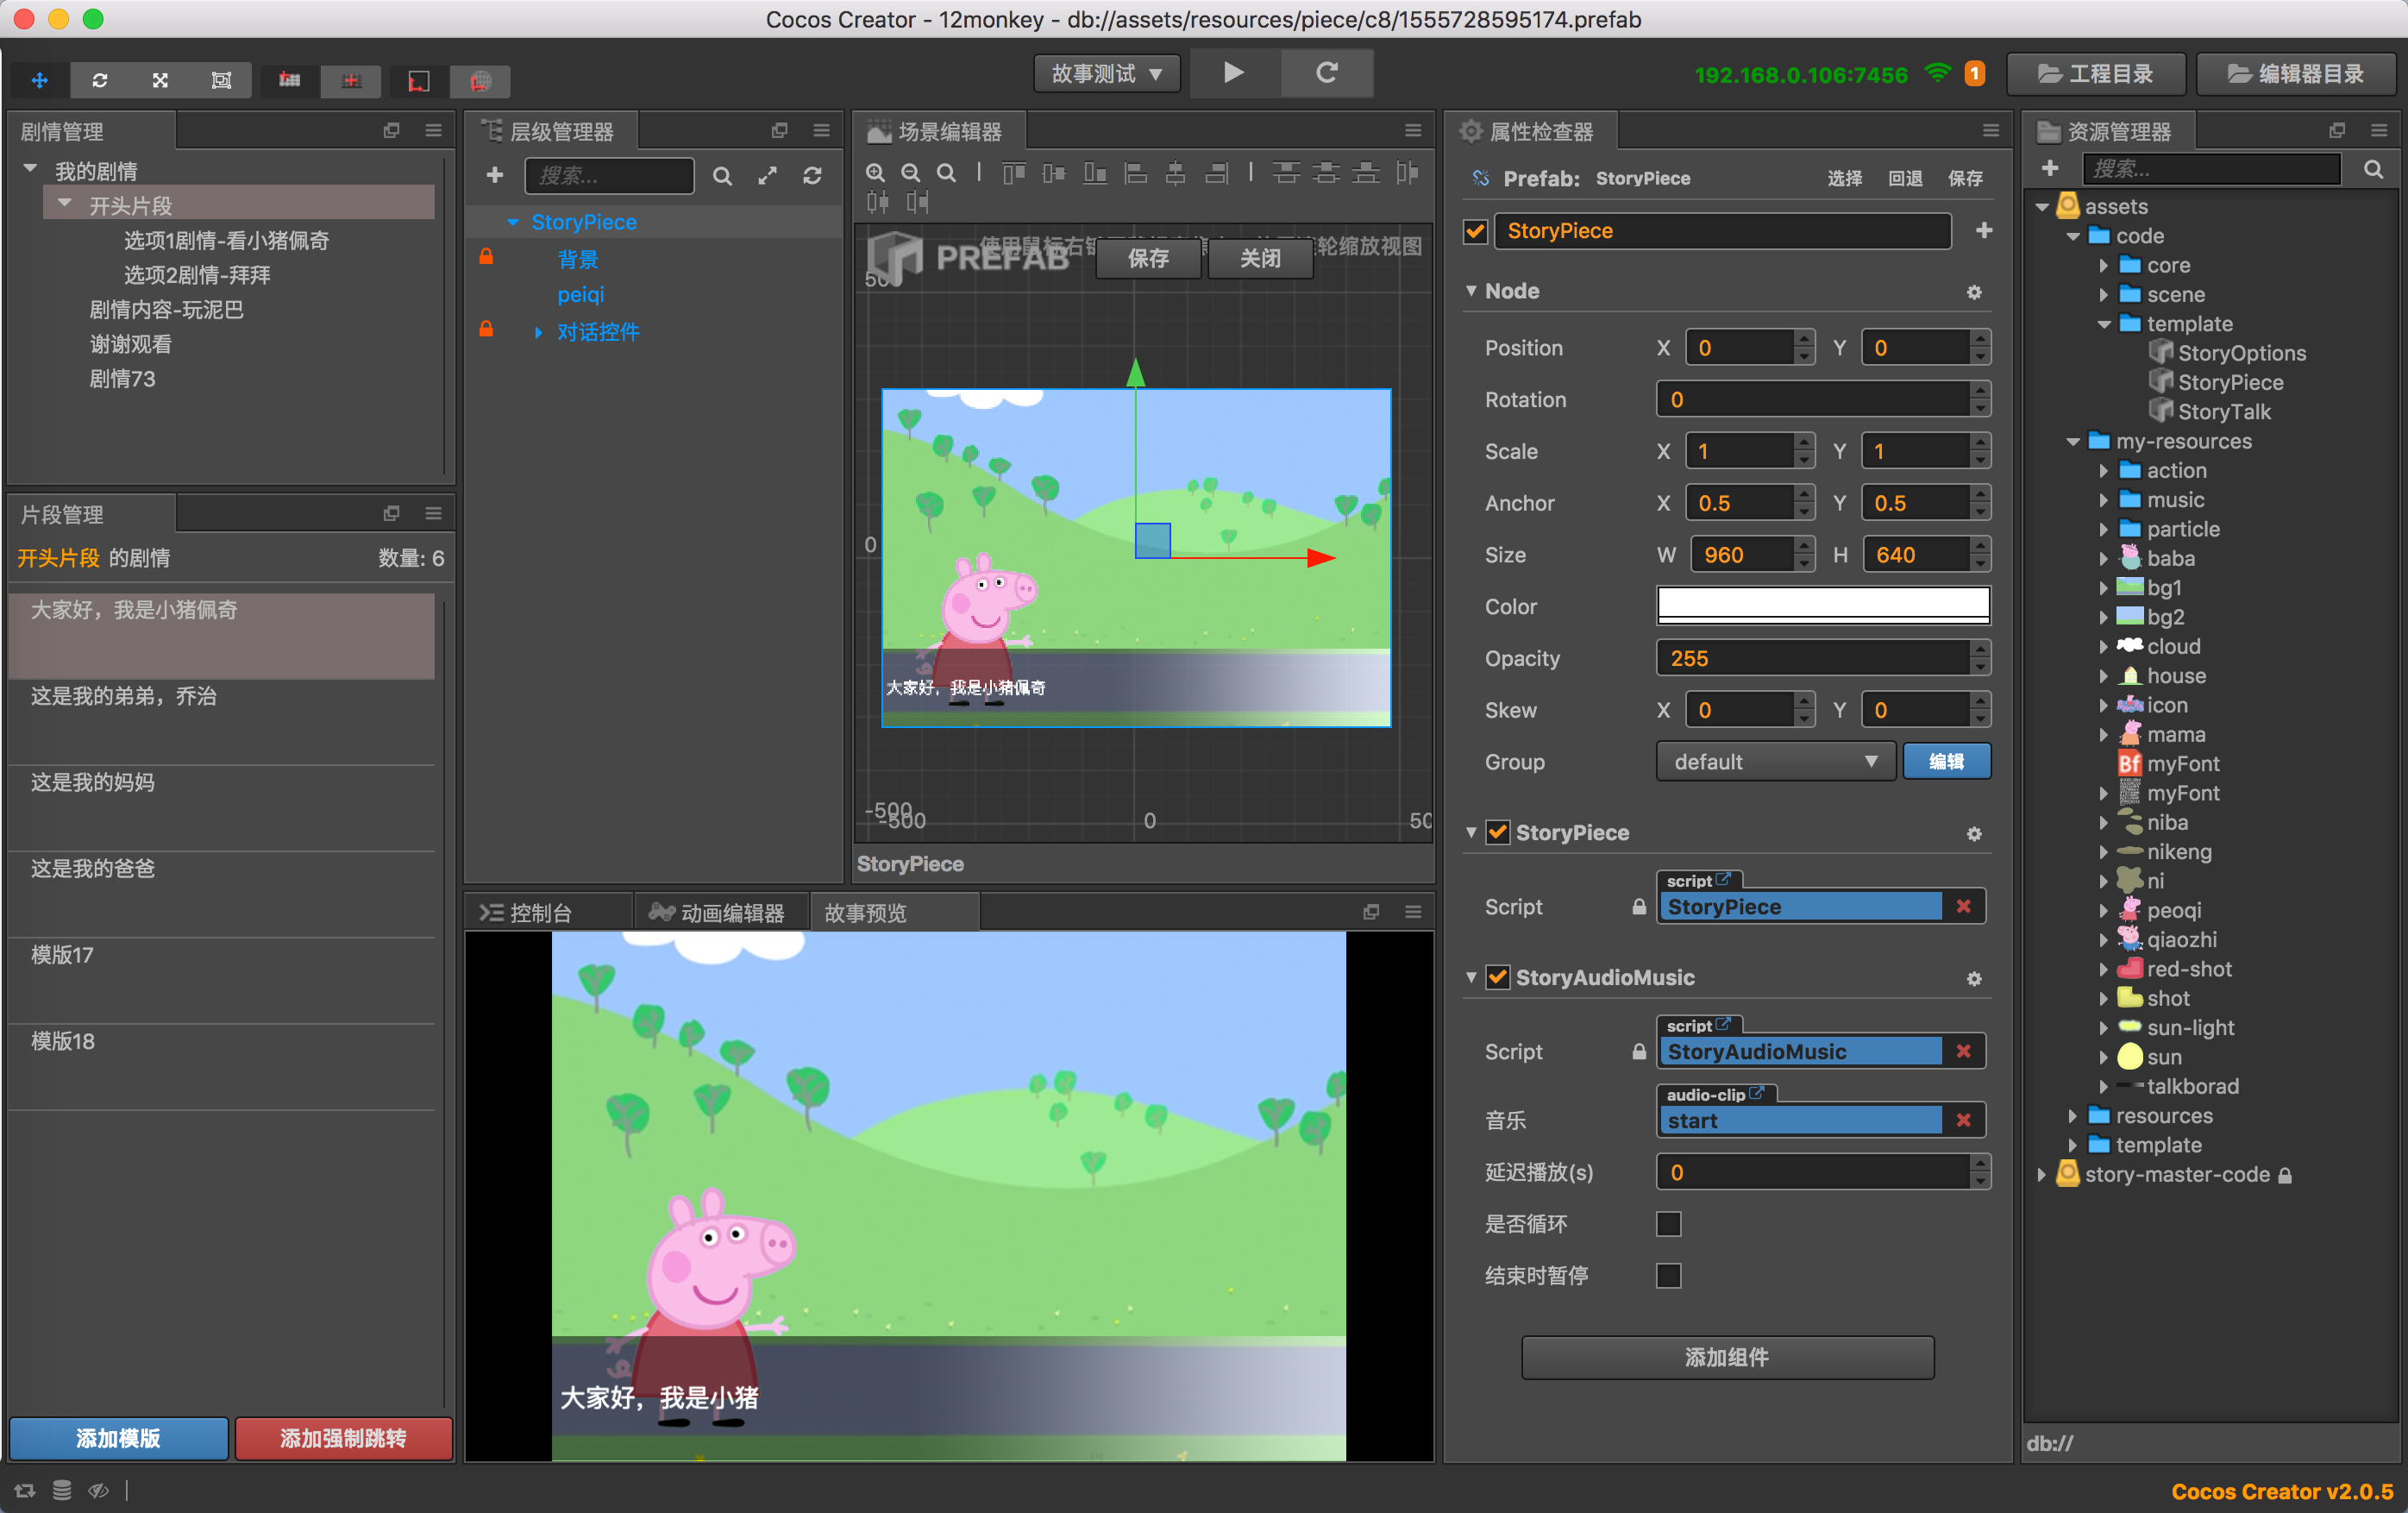 Cocos Creator - 12monkey - db://assets/resources/piece/c8/1555728595174.prefab
故事测试
192.168.0.106:7456
1
工程目录
编辑器目录
剧情管理
我的剧情
开头片段
选项1剧情-看小猪佩奇
选项2剧情-拜拜
剧情内容-玩泥巴
谢谢观看
剧情73
片段管理
开头片段 的剧情
数量: 6
大家好，我是小猪佩奇
这是我的弟弟，乔治
这是我的妈妈
这是我的爸爸
模版17
模版18
添加模版
添加强制跳转
层级管理器
搜索...
StoryPiece
背景
peiqi
对话控件
场景编辑器
PREFAB
保存
关闭
轮缩放视图
0
大家好，我是小猪佩奇
-500
-500
0
StoryPiece
控制台
动画编辑器
故事预览
大家好，我是小猪
属性检查器
Prefab: StoryPiece
选择
回退
保存
StoryPiece
Node
Position X 0 Y 0
Rotation 0
Scale X 1 Y 1
Anchor X 0.5 Y 0.5
Size W 960 H 640
Color
Opacity 255
Skew X 0 Y 0
Group default 编辑
StoryPiece
script
Script StoryPiece
StoryAudioMusic
script
Script StoryAudioMusic
audio-clip
音乐 start
延迟播放(s) 0
是否循环
结束时暂停
添加组件
资源管理器
搜索...
assets
code
core
scene
template
StoryOptions
StoryPiece
StoryTalk
my-resources
action
music
particle
baba
bg1
bg2
cloud
house
icon
mama
Bf myFont
myFont
niba
nikeng
ni
peoqi
qiaozhi
red-shot
shot
sun-light
sun
talkborad
resources
template
story-master-code
db://
Cocos Creator v2.0.5